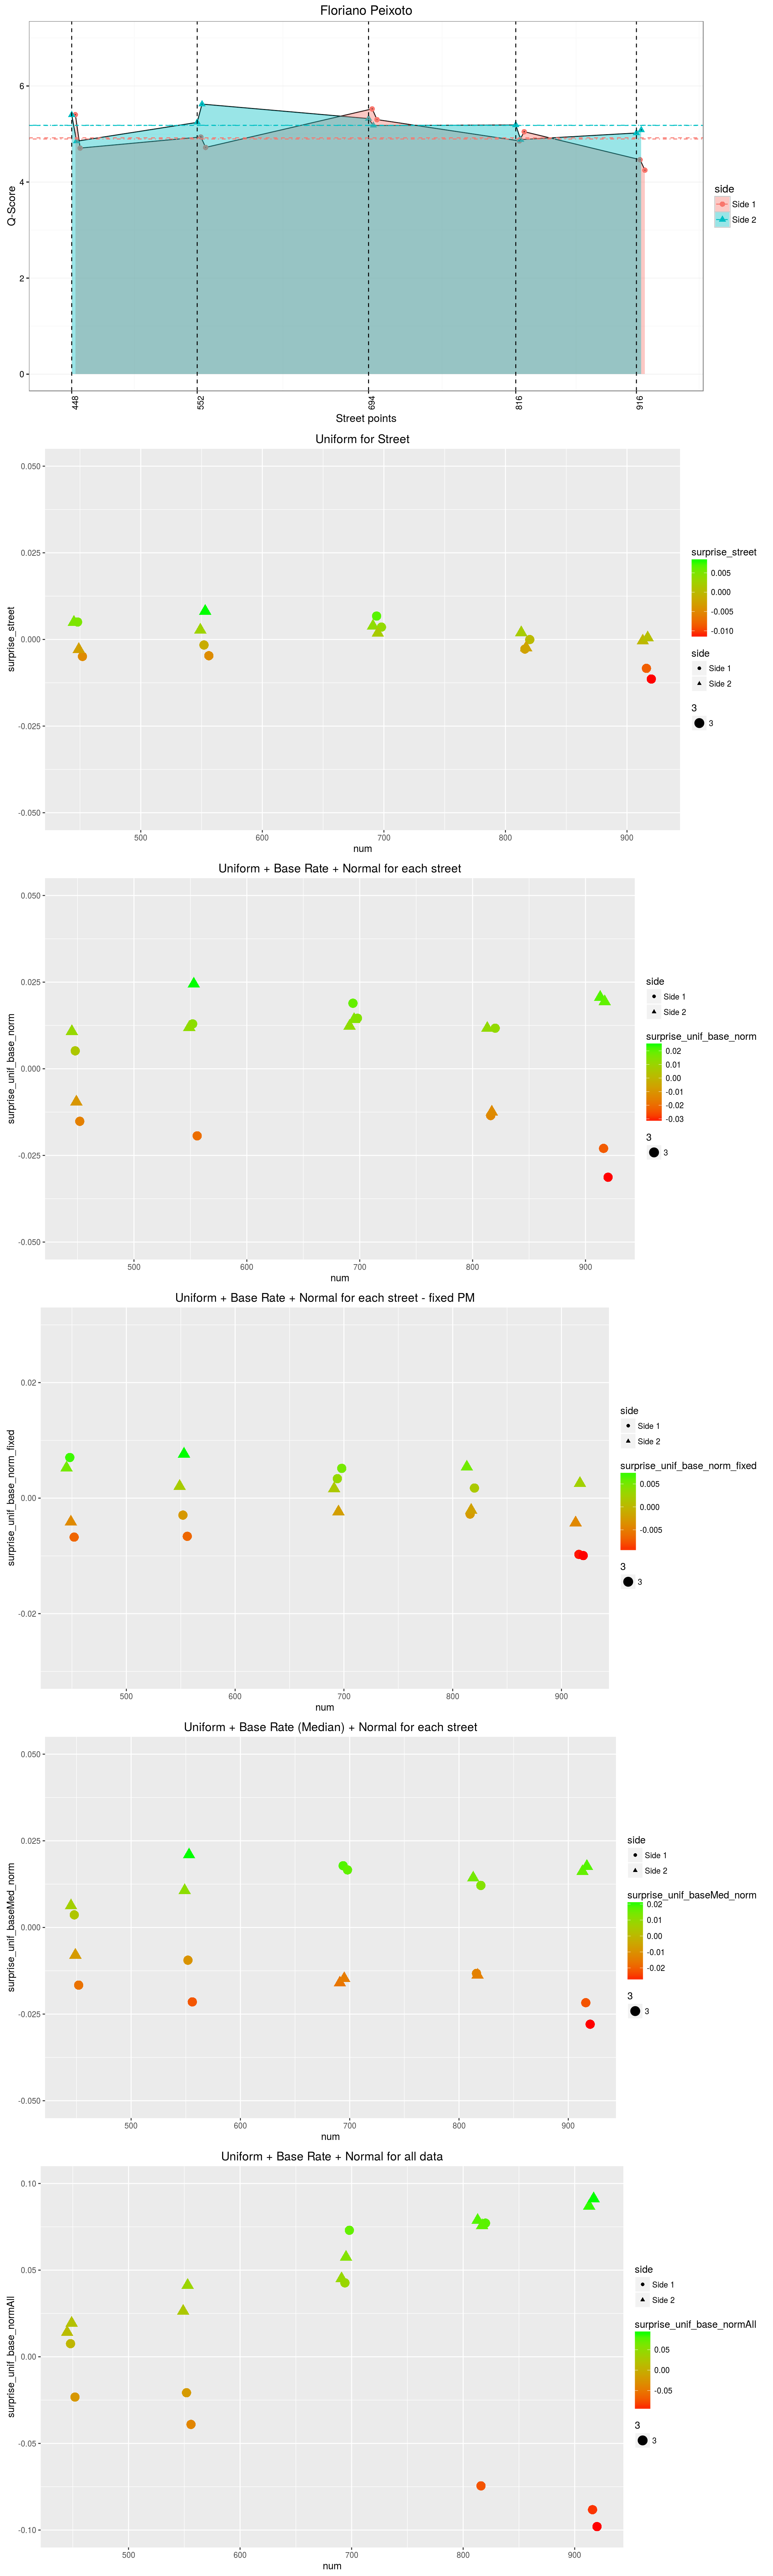 Floriano Peixoto
Q-Score
6
4
2
0
448
552
694
816
916
Street points
side
Side 1
Side 2
Uniform for Street
surprise_street
0.050
0.025
0.000
-0.025
-0.050
500
600
700
800
900
num
surprise_street
0.005
0.000
-0.005
-0.010
side
Side 1
Side 2
3
3
Uniform + Base Rate + Normal for each street
surprise_unif_base_norm
0.050
0.025
0.000
-0.025
-0.050
500
600
700
800
900
num
side
Side 1
Side 2
surprise_unif_base_norm
0.02
0.01
0.00
-0.01
-0.02
-0.03
3
3
Uniform + Base Rate + Normal for each street - fixed PM
surprise_unif_base_norm_fixed
0.02
0.00
-0.02
500
600
700
800
900
num
side
Side 1
Side 2
surprise_unif_base_norm_fixed
0.005
0.000
-0.005
3
3
Uniform + Base Rate (Median) + Normal for each street
surprise_unif_baseMed_norm
0.050
0.025
0.000
-0.025
-0.050
500
600
700
800
900
num
side
Side 1
Side 2
surprise_unif_baseMed_norm
0.02
0.01
0.00
-0.01
-0.02
3
3
Uniform + Base Rate + Normal for all data
surprise_unif_base_normAll
0.10
0.05
0.00
-0.05
-0.10
500
600
700
800
900
num
side
Side 1
Side 2
surprise_unif_base_normAll
0.05
0.00
-0.05
3
3